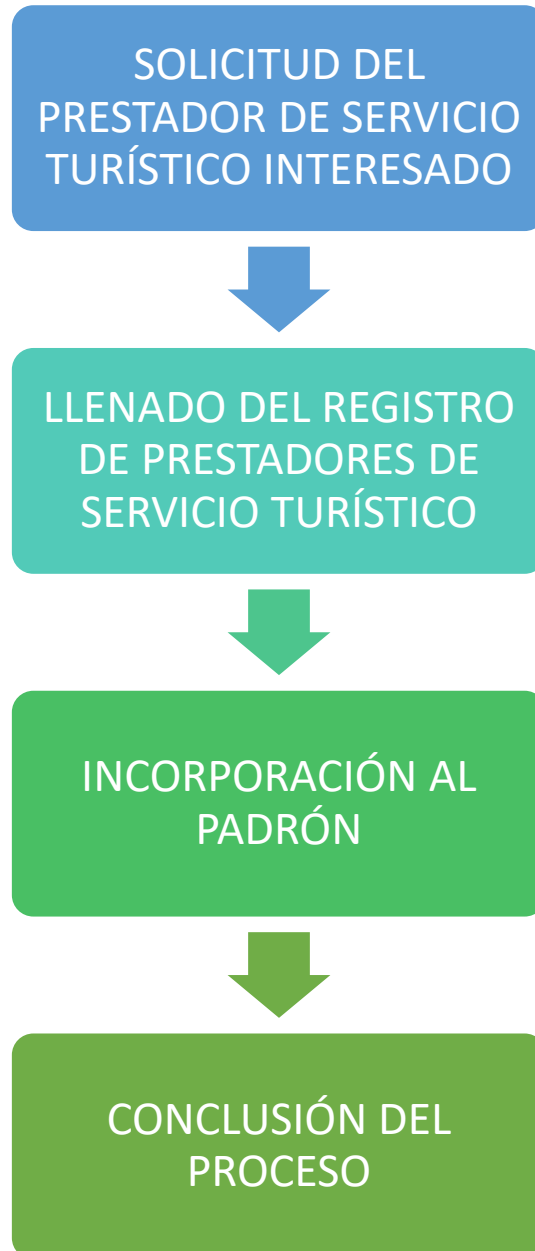 SOLICITUD DEL
PRESTADOR DE SERVICIO
TURÍSTICO INTERESADO
LLENADO DEL REGISTRO
DE PRESTADORES DE
SERVICIO TURÍSTICO
INCORPORACIÓN AL
PADRÓN
CONCLUSIÓN DEL
PROCESO